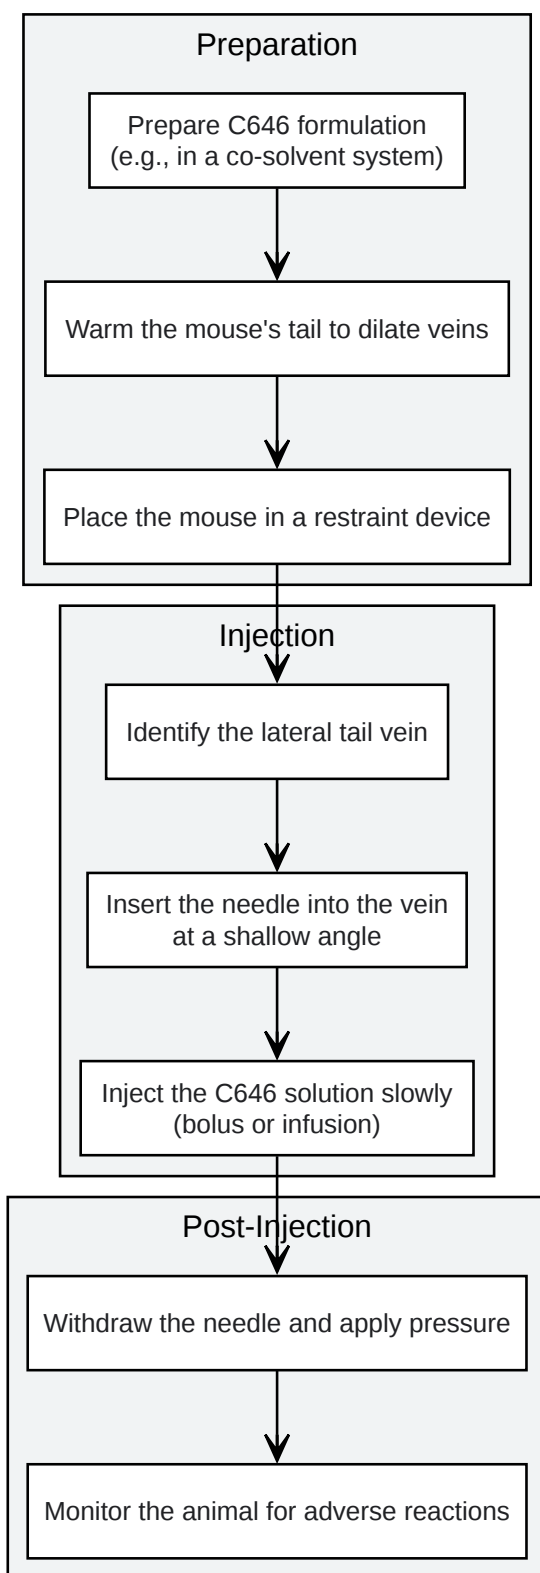 Preparation
Prepare C646 formulation
(e.g., in a co-solvent system)
Warm the mouse's tail to dilate veins
Place the mouse in a restraint device
Injection
Identify the lateral tail vein
Insert the needle into the vein
at a shallow angle
Inject the C646 solution slowly
(bolus or infusion)
Post-Injection
Withdraw the needle and apply pressure
Monitor the animal for adverse reactions